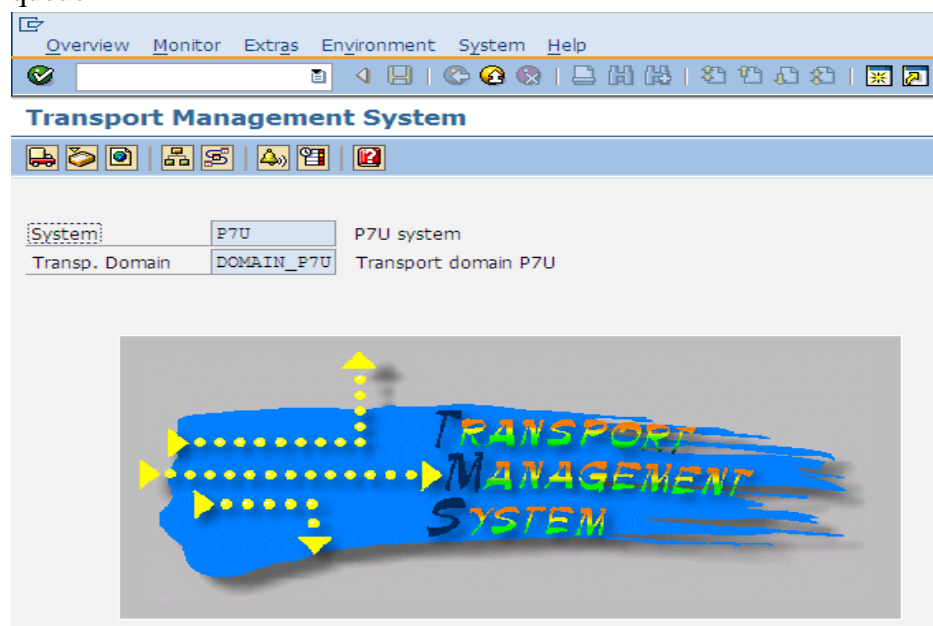 Overview Monitor Extras Environment System Help
Transport Management System
System P7U P7U system
Transp. Domain DOMAIN_P7U Transport domain P7U
TRANSPORT
MANAGEMENT
SYSTEM